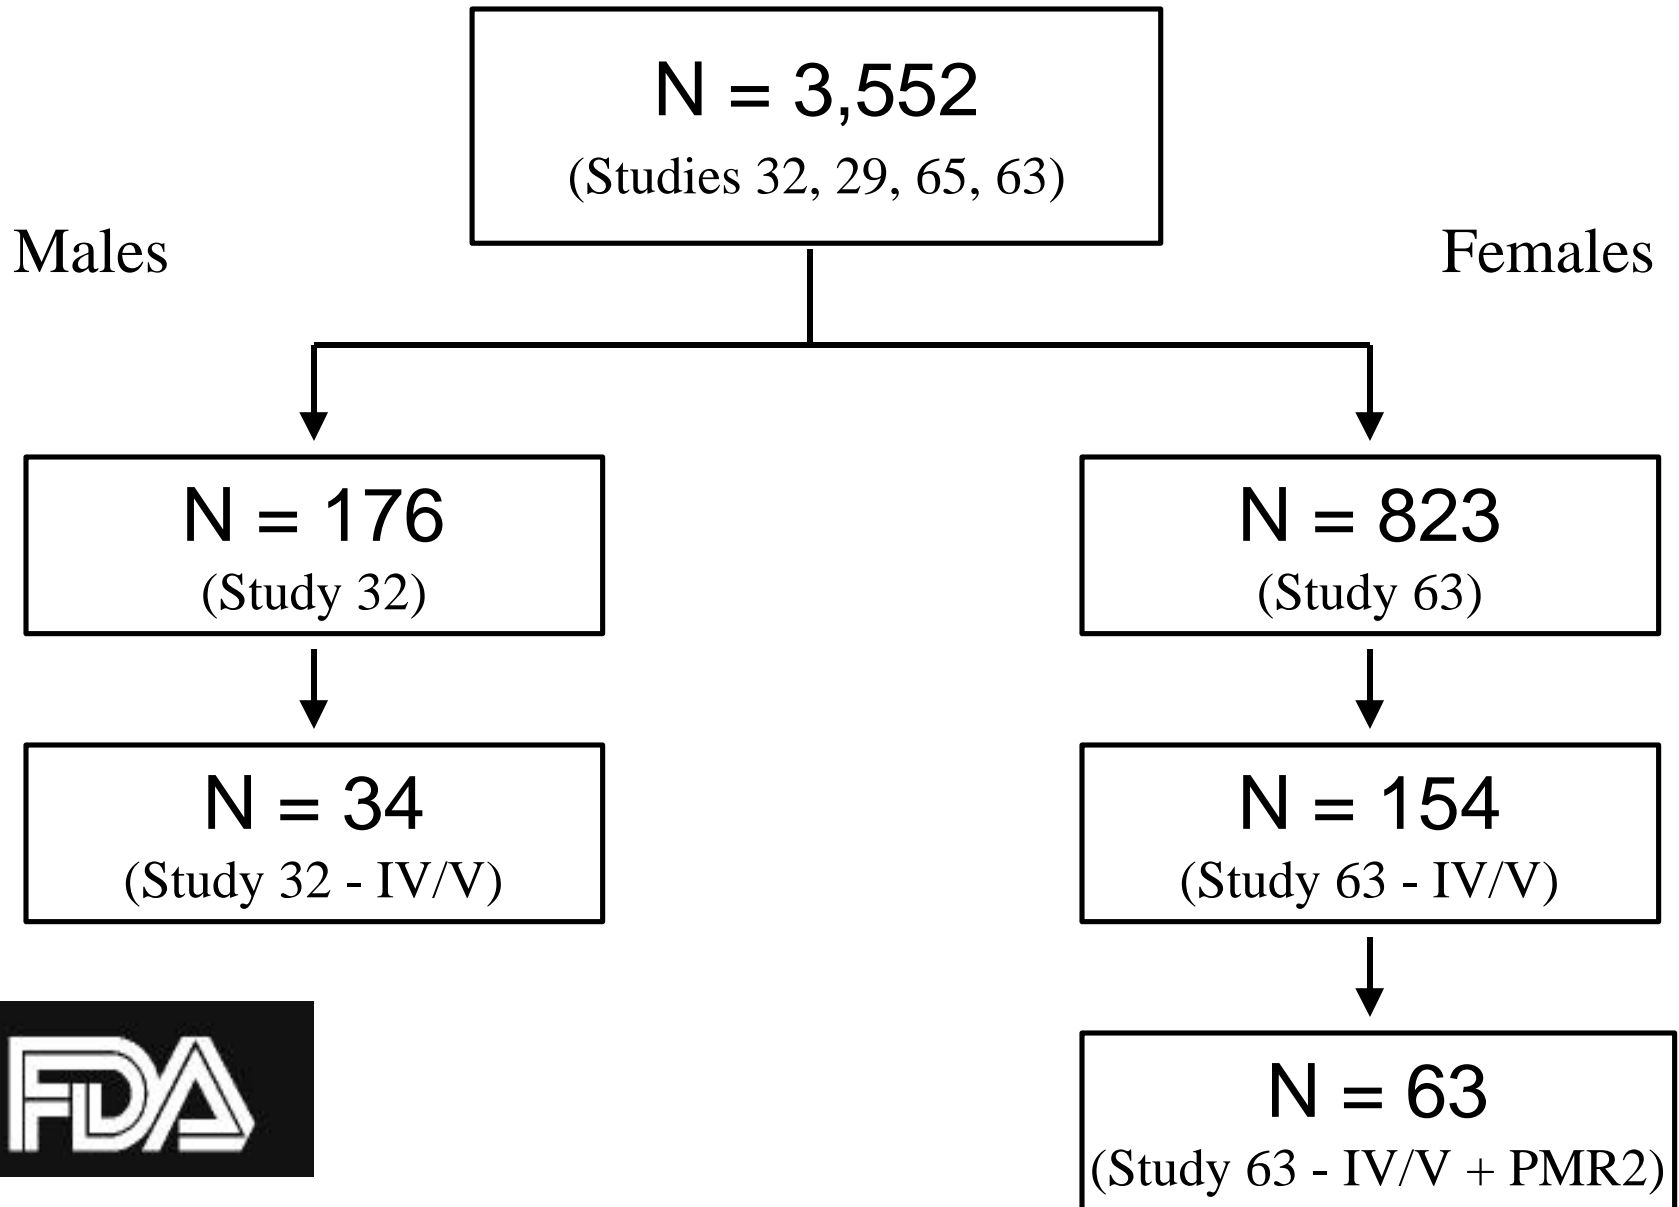 N = 3,552
(Studies 32, 29, 65, 63)
Males
Females
N = 176
(Study 32)
N = 823
(Study 63)
N = 34
(Study 32 - IV/V)
N = 154
(Study 63 - IV/V)
FDA
N = 63
(Study 63 - IV/V + PMR2)